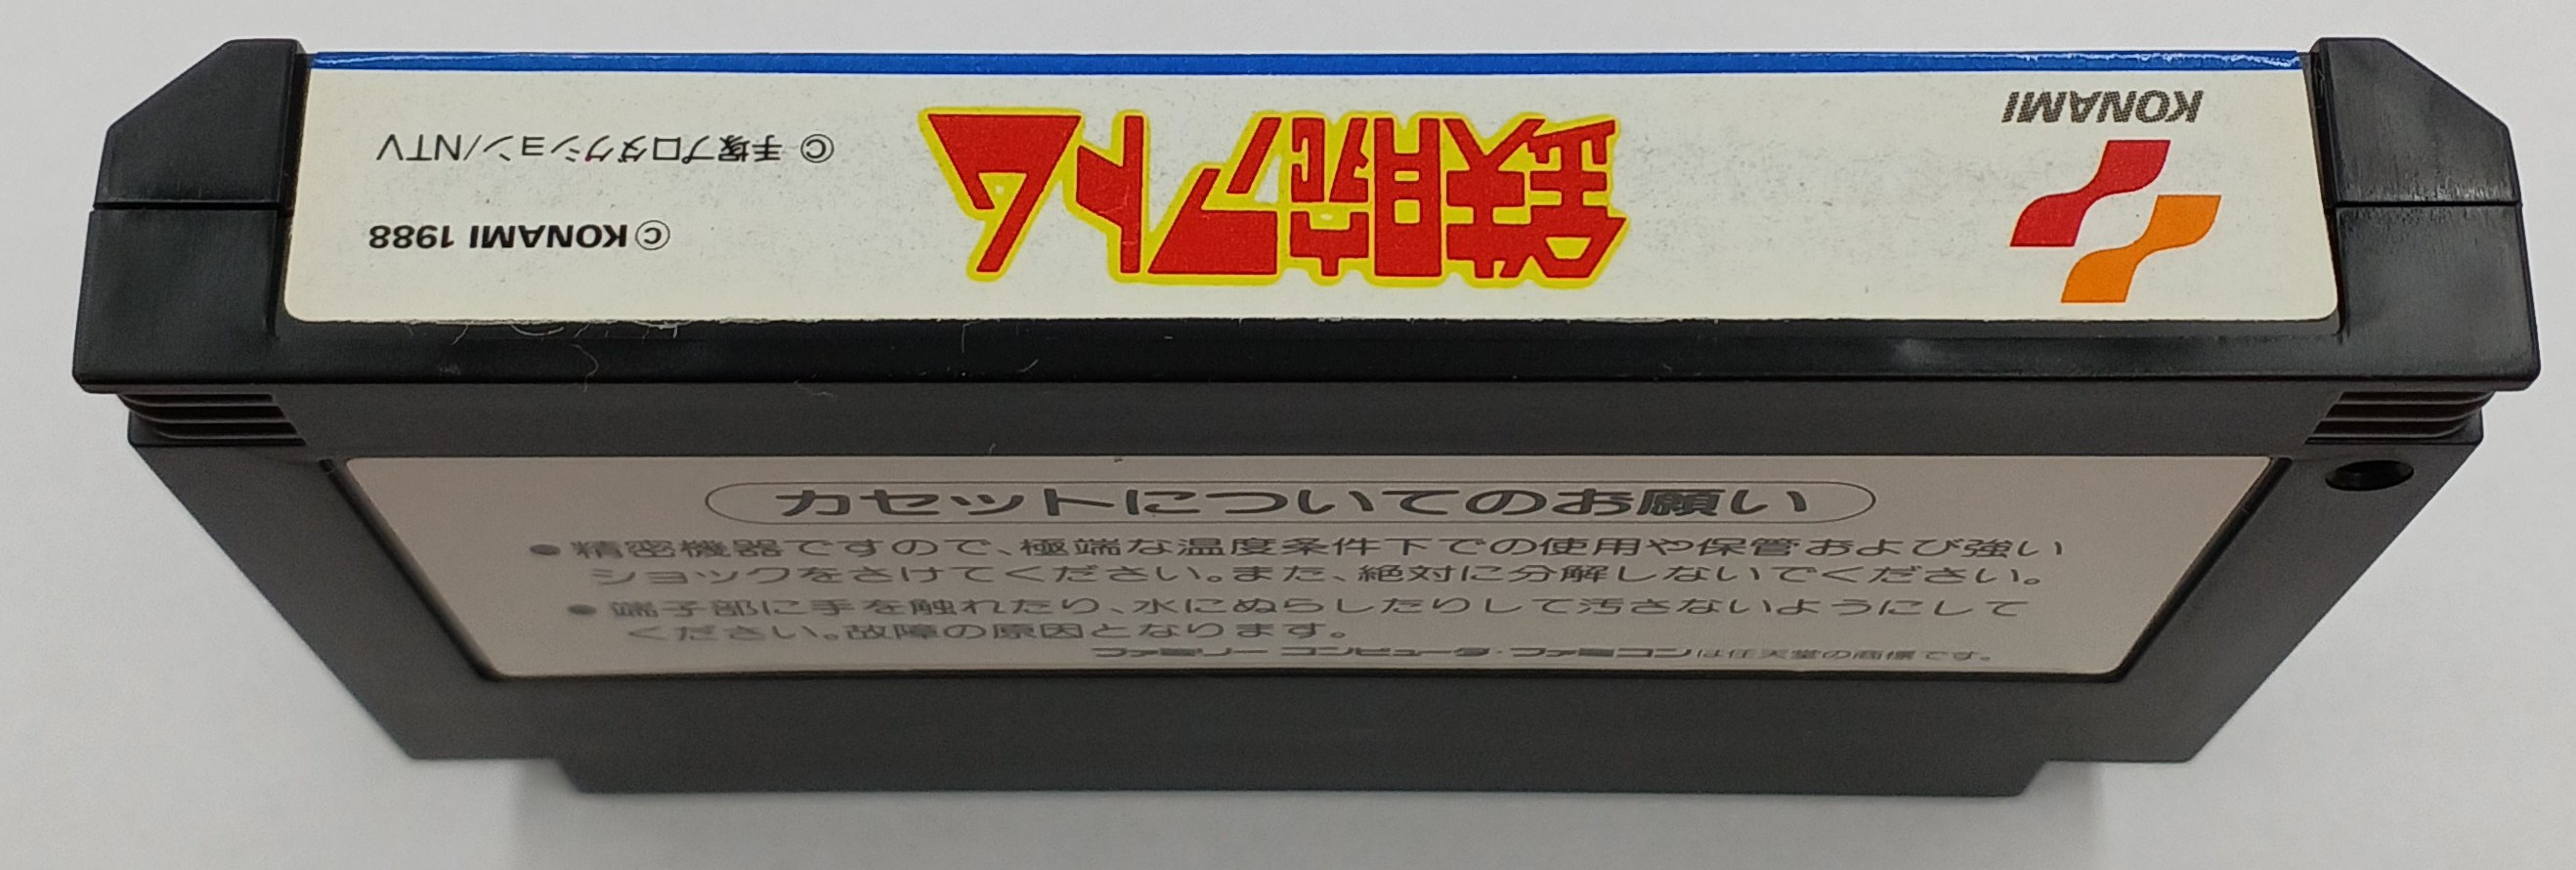 KONAMI
鉄腕アトム
© 手塚プロダクション/NTV
© KONAMI 1988
カセットについてのお願い
●精密機器ですので、極端な温度条件下での使用や保管および強い
ショックをさけてください。また、絶対に分解しないでください。
●端子部に手を触れたり、水にぬらしたりして汚さないようにして
ください。故障の原因となります。
ファミリー コンピュータ・ファミコンは任天堂の商標です。